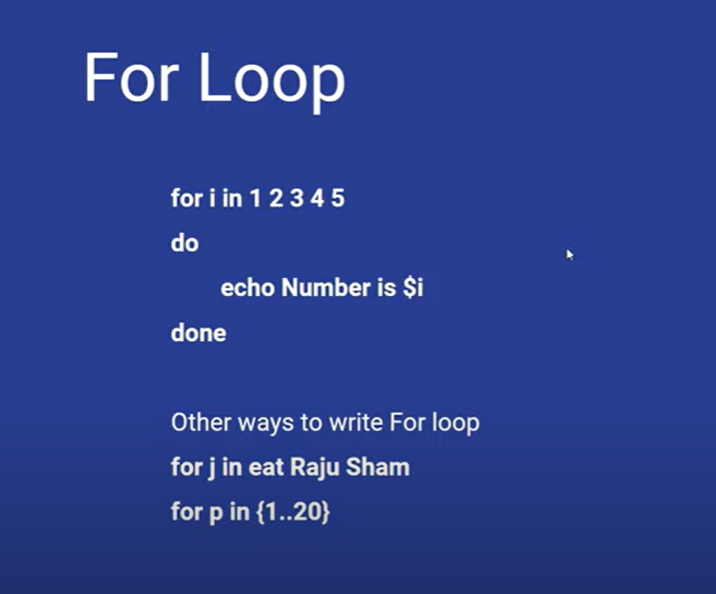 For Loop
for i in 1 2 3 4 5
do
echo Number is $i
done
Other ways to write For loop
for j in eat Raju Sham
for p in {1..20}